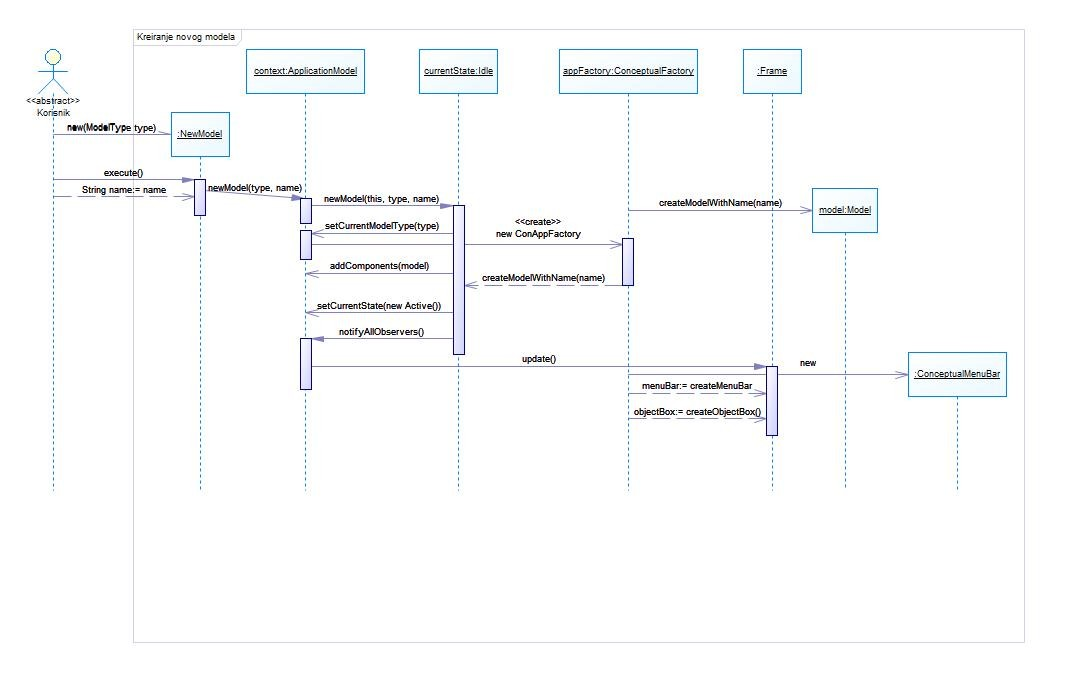 Kreiranje novog modela
context:ApplicationModel
currentState:Idle
appFactory:ConceptualFactory
:Frame
<<abstract>>
Korisnik
new(ModelType type)
:NewModel
execute()
String name:= name
newModel(type, name)
newModel(this, type, name)
createModelWithName(name)
model:Model
setCurrentModelType(type)
<<create>>
new ConAppFactory
addComponents(model)
createModelWithName(name)
setCurrentState(new Active())
notifyAllObservers()
update()
new
:ConceptualMenuBar
menuBar:= createMenuBar
objectBox:= createObjectBox()